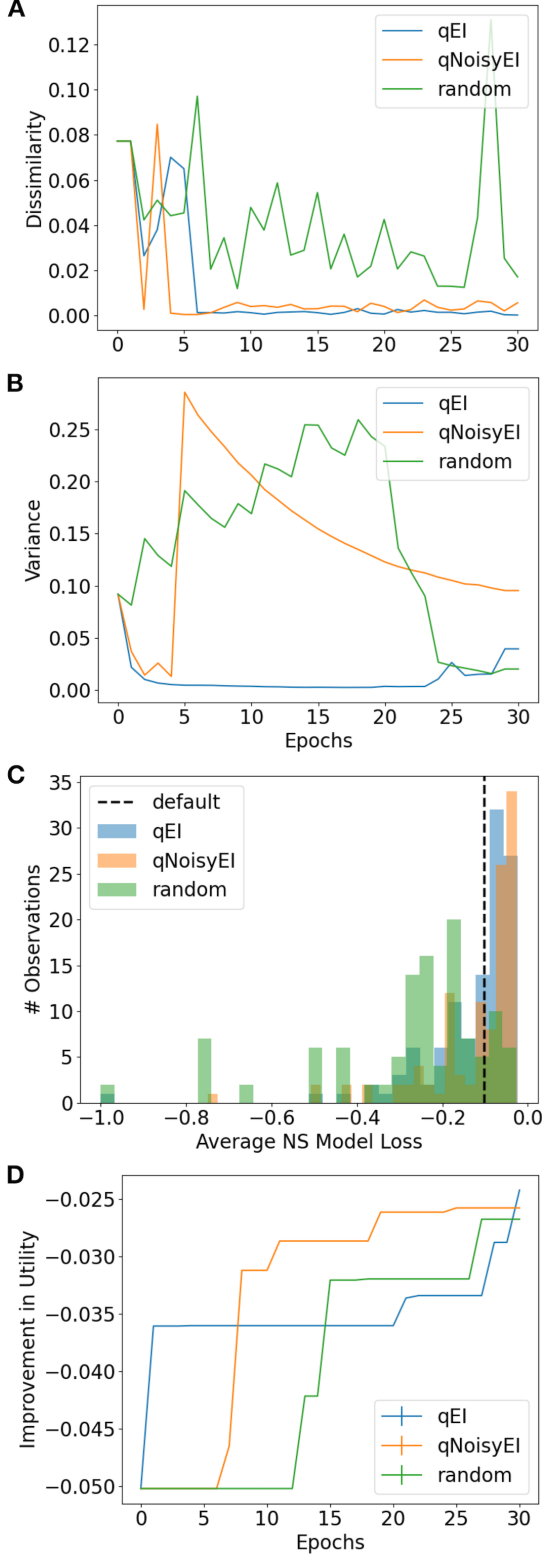 A
qEI
qNoisyEI
random
0.12
0.10
0.08
0.06
0.04
0.02
0.00
Dissimilarity
0 5 10 15 20 25 30
B
qEI
qNoisyEI
random
0.25
0.20
0.15
0.10
0.05
0.00
Variance
0 5 10 15 20 25 30
Epochs
C
default
qEI
qNoisyEI
random
35
30
25
20
15
10
5
0
# Observations
−1.0 −0.8 −0.6 −0.4 −0.2 0.0
Average NS Model Loss
D
−0.025
−0.030
−0.035
−0.040
−0.045
−0.050
Improvement in Utility
qEI
qNoisyEI
random
0 5 10 15 20 25 30
Epochs